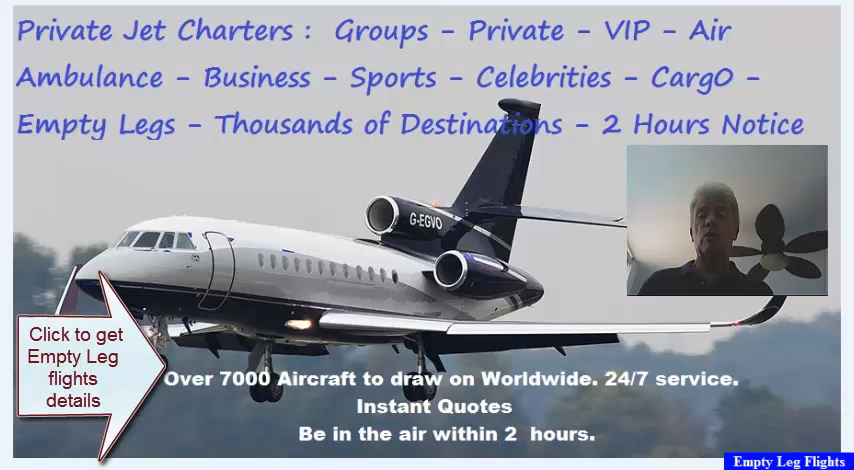 Private Jet Charters :  Groups - Private - VIP - Air
Ambulance - Business - Sports - Celebrities - CargO -
Empty Legs - Thousands of Destinations - 2 Hours Notice
G-EGVO
Click to get
Empty Leg
flights
details
Over 7000 Aircraft to draw on Worldwide. 24/7 service.
Instant Quotes
Be in the air within 2  hours.
Empty Leg Flights